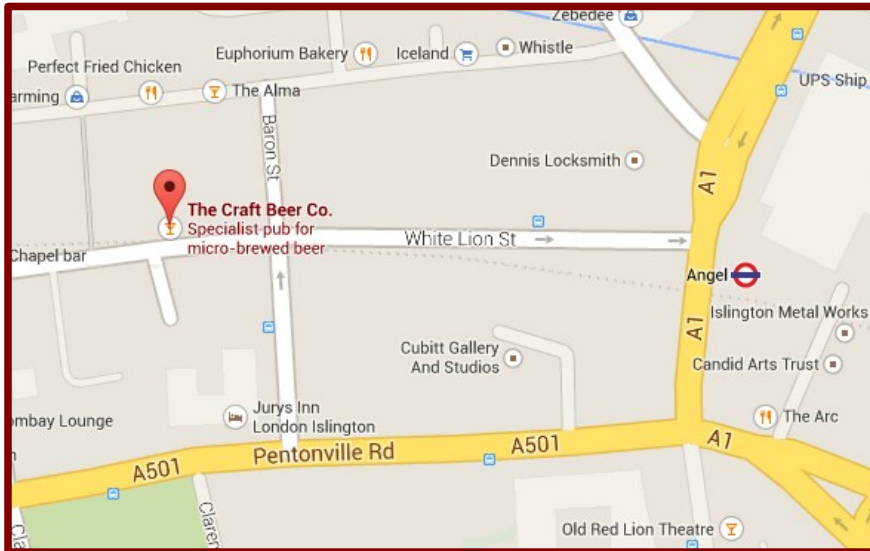 Zebedee
Euphorium Bakery
Iceland
Whistle
Perfect Fried Chicken
UPS Ship
arming
The Alma
Baron St
Dennis Locksmith
A1
The Craft Beer Co.
Specialist pub for
micro-brewed beer
White Lion St
Chapel bar
Angel
A1
Islington Metal Works
Cubitt Gallery
And Studios
Candid Arts Trust
ombay Lounge
Jurys Inn
London Islington
The Arc
A501
Pentonville Rd
A501
A1
n
Cla
Claren
Old Red Lion Theatre